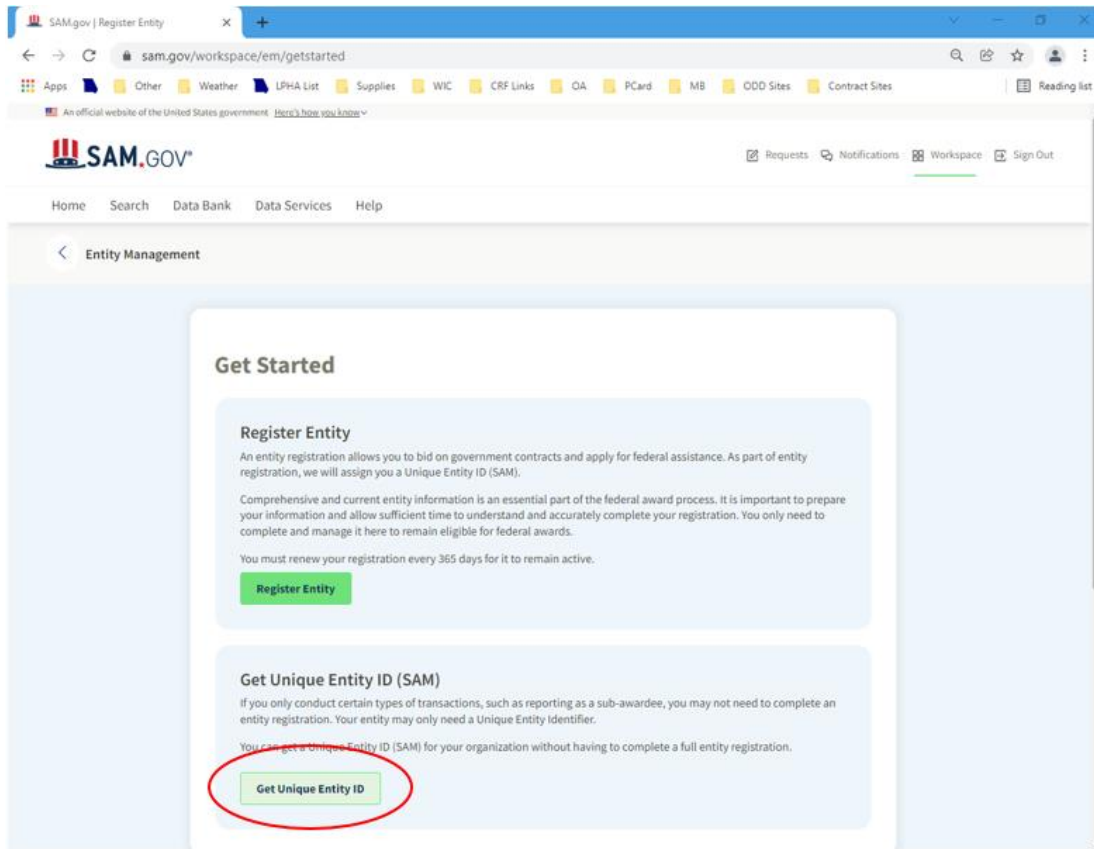 SAM.gov | Register Entity
sam.gov/workspace/em/getstarted
Apps Other Weather LPHA List Supplies WIC CRF Links OA PCard MB ODD Sites Contract Sites Reading list
An official website of the United States government Here's how you know
SAM.GOV®
Requests Notifications Workspace Sign Out
Home Search Data Bank Data Services Help
Entity Management
Get Started
Register Entity
An entity registration allows you to bid on government contracts and apply for federal assistance. As part of entity
registration, we will assign you a Unique Entity ID (SAM).
Comprehensive and current entity information is an essential part of the federal award process. It is important to prepare
your information and allow sufficient time to understand and accurately complete your registration. You only need to
complete and manage it here to remain eligible for federal awards.
You must renew your registration every 365 days for it to remain active.
Register Entity
Get Unique Entity ID (SAM)
If you only conduct certain types of transactions, such as reporting as a sub-awardee, you may not need to complete an
entity registration. Your entity may only need a Unique Entity Identifier.
You can get a Unique Entity ID (SAM) for your organization without having to complete a full entity registration.
Get Unique Entity ID